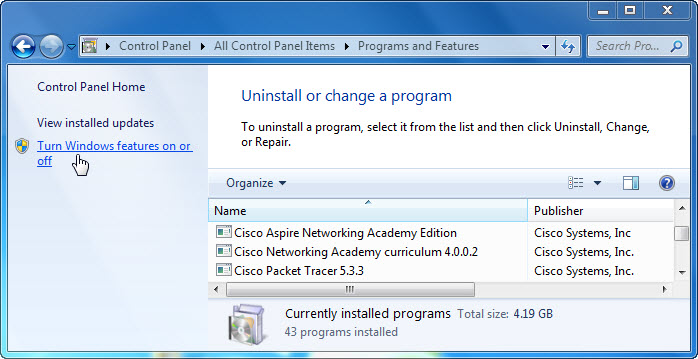 Control Panel
All Control Panel Items
Programs and Features
Search Pro...
Control Panel Home
View installed updates
Turn Windows features on or
off
Uninstall or change a program
To uninstall a program, select it from the list and then click Uninstall, Change,
or Repair.
Organize
Name
Publisher
Cisco Aspire Networking Academy Edition
Cisco Systems, Inc
Cisco Networking Academy curriculum 4.0.0.2
Cisco Systems, Inc.
Cisco Packet Tracer 5.3.3
Cisco Systems, Inc.
Currently installed programs Total size: 4.19 GB
43 programs installed